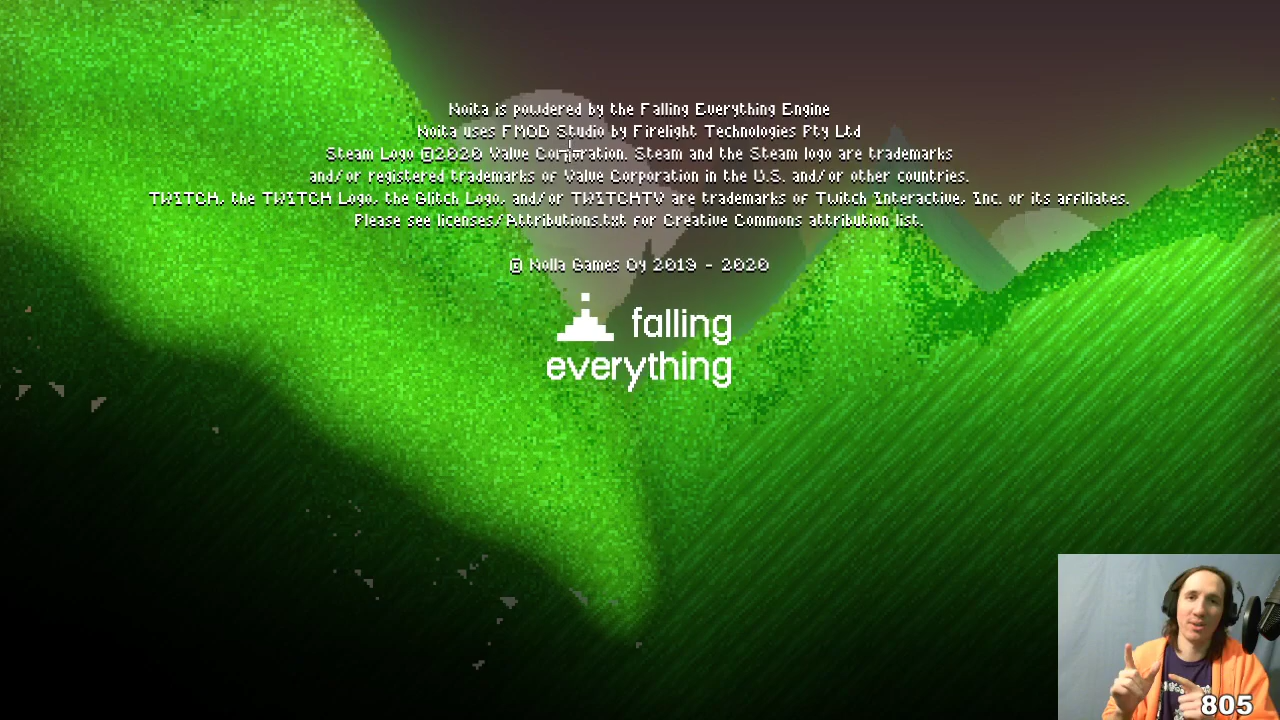 Noita is powdered by the Falling Everything Engine
Noita uses FMOD Studio by Firelight Technologies Pty Ltd
Steam Logo ©2020 Valve Corporation. Steam and the Steam logo are trademarks
and/or registered trademarks of Valve Corporation in the U.S. and/or other countries.
TWITCH, the TWITCH Logo, the Glitch Logo, and/or TWITCHTV are trademarks of Twitch Interactive, Inc. or its affiliates.
Please see licenses/Attributions.txt for Creative Commons attribution list.
© Nolla Games Oy 2019 - 2020
falling
everything
805